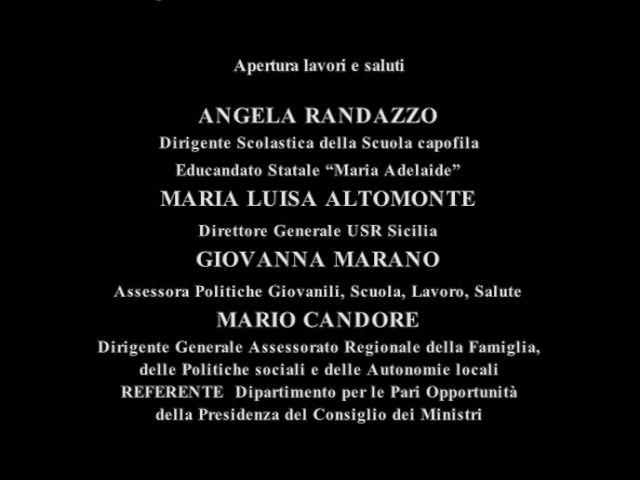 Apertura lavori e saluti
ANGELA RANDAZZO
Dirigente Scolastica della Scuola capofila
Educandato Statale “Maria Adelaide”
MARIA LUISA ALTOMONTE
Direttore Generale USR Sicilia
GIOVANNA MARANO
Assessora Politiche Giovanili, Scuola, Lavoro, Salute
MARIO CANDORE
Dirigente Generale Assessorato Regionale della Famiglia,
delle Politiche sociali e delle Autonomie locali
REFERENTE Dipartimento per le Pari Opportunità
della Presidenza del Consiglio dei Ministri